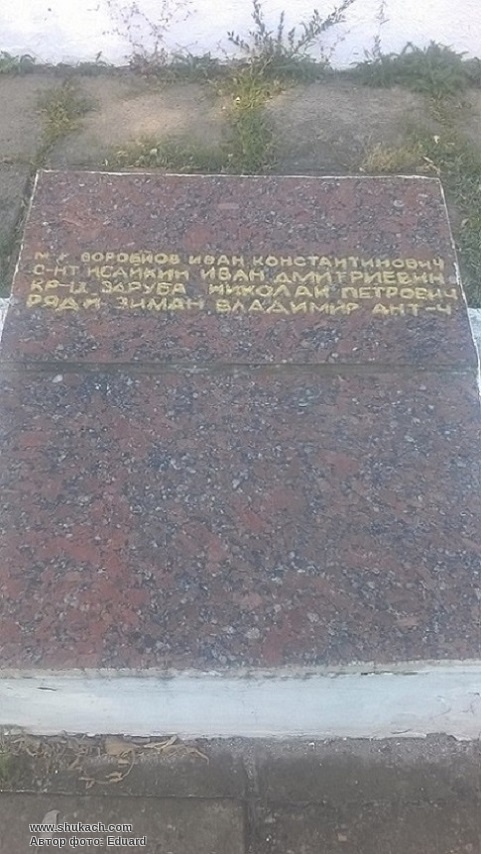 М-Р ВОРОБЙОВ ИВАН КОНСТАНТИНОВИЧ
С-НТ ИСАЙКИН ИВАН ДМИТРИЕВИЧ
КР-Ц ЗАРУБА НИКОЛАЙ ПЕТРОВИЧ
РЯД-Й ЗИМАН ВЛАДИМИР АНТ-Ч
www.shukach.com
Автор фото: Eduard